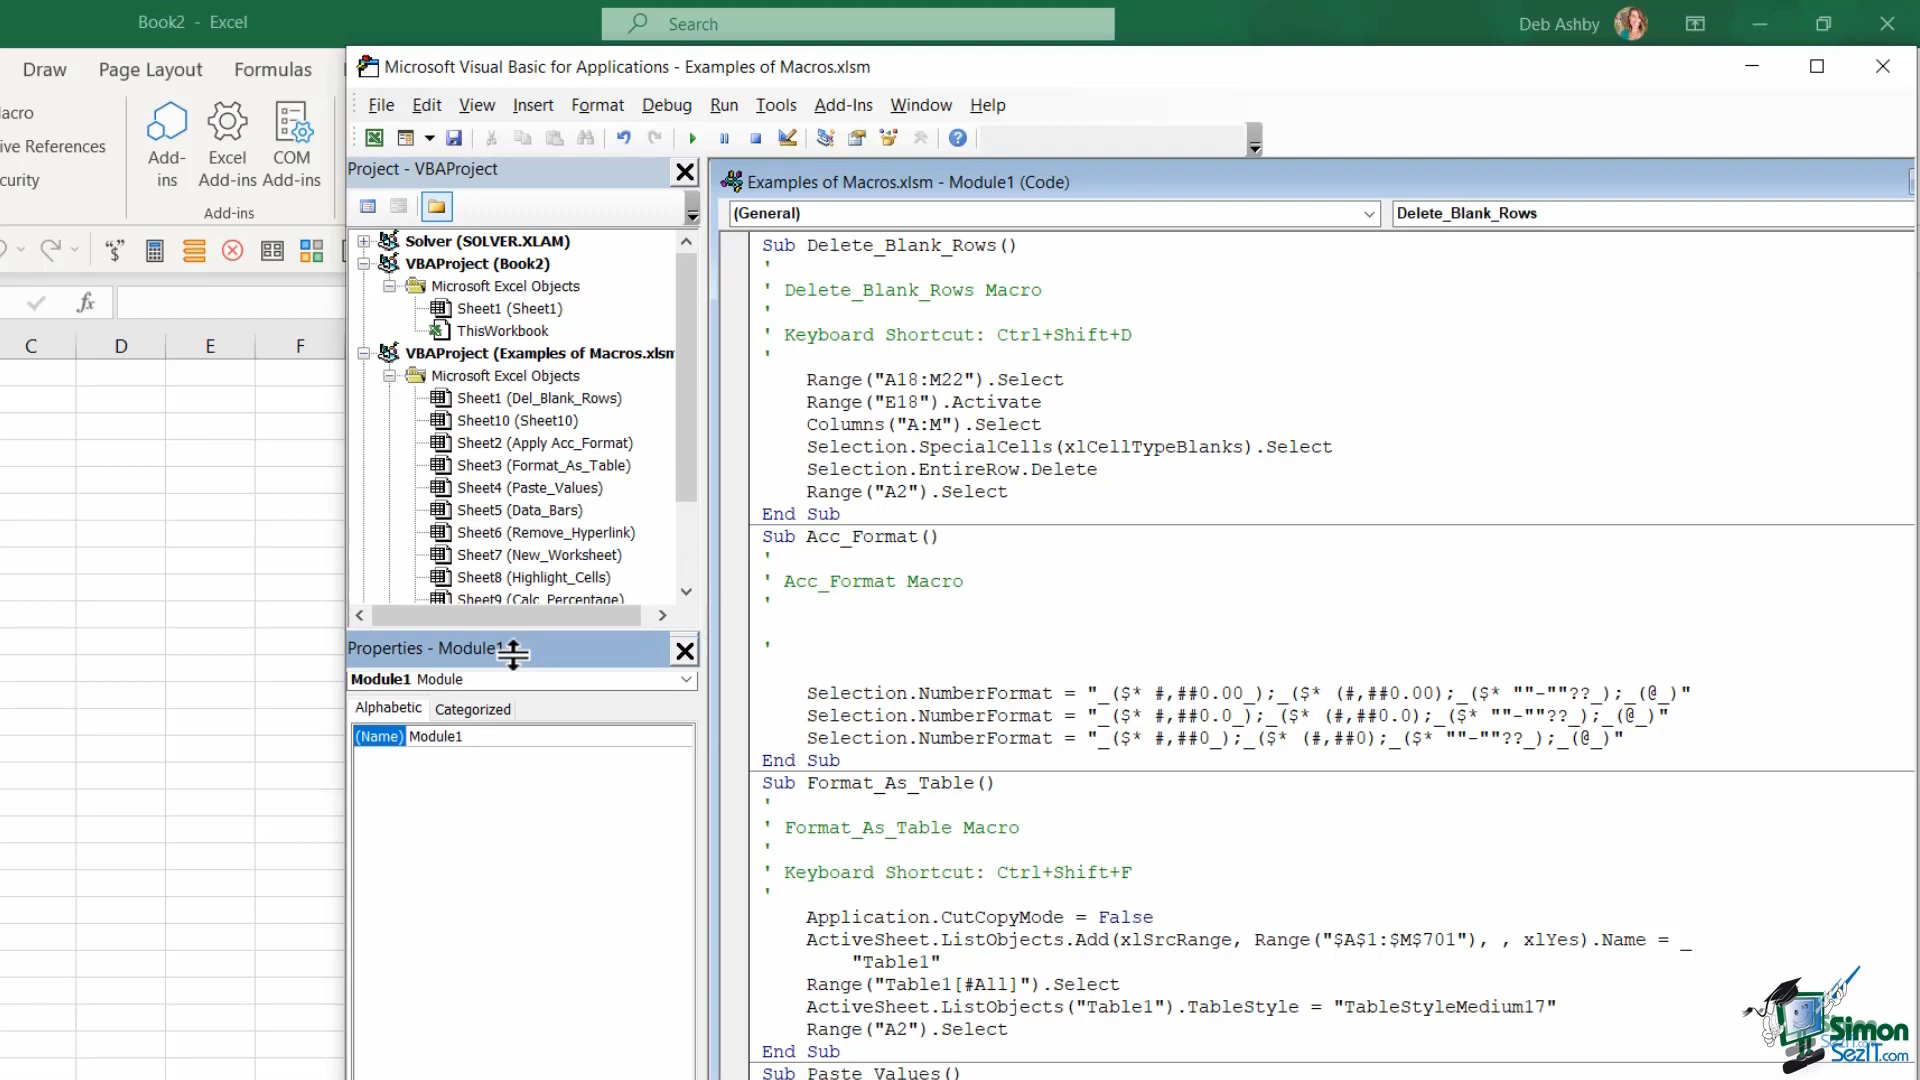 Book2 - Excel
Search
Deb Ashby
Draw Page Layout Formulas
acro
ive References
curity
Add-
ins
Excel
Add-ins
COM
Add-ins
Add-ins
C D E F
Microsoft Visual Basic for Applications - Examples of Macros.xlsm
File Edit View Insert Format Debug Run Tools Add-Ins Window Help
Project - VBAProject
Solver (SOLVER.XLAM)
VBAProject (Book2)
Microsoft Excel Objects
Sheet1 (Sheet1)
ThisWorkbook
VBAProject (Examples of Macros.xlsm
Microsoft Excel Objects
Sheet1 (Del_Blank_Rows)
Sheet10 (Sheet10)
Sheet2 (Apply Acc_Format)
Sheet3 (Format_As_Table)
Sheet4 (Paste_Values)
Sheet5 (Data_Bars)
Sheet6 (Remove_Hyperlink)
Sheet7 (New_Worksheet)
Sheet8 (Highlight_Cells)
Sheet9 (Calc_Percentage)
Properties - Module1
Module1 Module
Alphabetic Categorized
(Name) Module1
Examples of Macros.xlsm - Module1 (Code)
(General) Delete_Blank_Rows
Sub Delete_Blank_Rows()
'
' Delete_Blank_Rows Macro
'
' Keyboard Shortcut: Ctrl+Shift+D
'
Range("A18:M22").Select
Range("E18").Activate
Columns("A:M").Select
Selection.SpecialCells(xlCellTypeBlanks).Select
Selection.EntireRow.Delete
Range("A2").Select
End Sub
Sub Acc_Format()
'
' Acc_Format Macro
'
'
Selection.NumberFormat = "_($* #,##0.00_);_($* (#,##0.00);_($* ""-""??_);_(@_)"
Selection.NumberFormat = "_($* #,##0.0_);_($* (#,##0.0);_($* ""-""??_);_(@_)"
Selection.NumberFormat = "_($* #,##0_);_($* (#,##0);_($* ""-""??_);_(@_)"
End Sub
Sub Format_As_Table()
'
' Format_As_Table Macro
'
' Keyboard Shortcut: Ctrl+Shift+F
'
Application.CutCopyMode = False
ActiveSheet.ListObjects.Add(xlSrcRange, Range("$A$1:$M$701"), , xlYes).Name = _
"Table1"
Range("Table1[#All]").Select
ActiveSheet.ListObjects("Table1").TableStyle = "TableStyleMedium17"
Range("A2").Select
End Sub
Sub Paste_Values()
Simon
SezIT.com